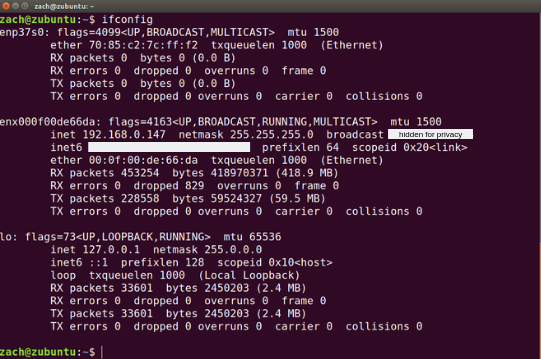 zach@zubuntu: ~
zach@zubuntu:~$ ifconfig
enp37s0: flags=4099<UP,BROADCAST,MULTICAST>  mtu 1500
        ether 70:85:c2:7c:ff:f2  txqueuelen 1000  (Ethernet)
        RX packets 0  bytes 0 (0.0 B)
        RX errors 0  dropped 0  overruns 0  frame 0
        TX packets 0  bytes 0 (0.0 B)
        TX errors 0  dropped 0 overruns 0  carrier 0  collisions 0
enx000f00de66da: flags=4163<UP,BROADCAST,RUNNING,MULTICAST>  mtu 1500
        inet 192.168.0.147  netmask 255.255.255.0  broadcast hidden for privacy
        inet6   prefixlen 64  scopeid 0x20<link>
        ether 00:0f:00:de:66:da  txqueuelen 1000  (Ethernet)
        RX packets 453254  bytes 418970371 (418.9 MB)
        RX errors 0  dropped 829  overruns 0  frame 0
        TX packets 228558  bytes 59524327 (59.5 MB)
        TX errors 0  dropped 0 overruns 0  carrier 0  collisions 0
lo: flags=73<UP,LOOPBACK,RUNNING>  mtu 65536
        inet 127.0.0.1  netmask 255.0.0.0
        inet6 ::1  prefixlen 128  scopeid 0x10<host>
        loop  txqueuelen 1000  (Local Loopback)
        RX packets 33601  bytes 2450203 (2.4 MB)
        RX errors 0  dropped 0  overruns 0  frame 0
        TX packets 33601  bytes 2450203 (2.4 MB)
        TX errors 0  dropped 0 overruns 0  carrier 0  collisions 0
zach@zubuntu:~$